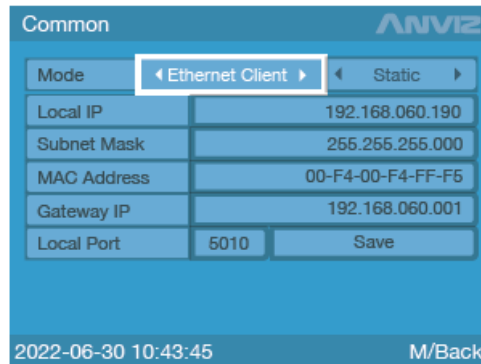 Common ANVIZ
Mode Ethernet Client Static
Local IP 192.168.060.190
Subnet Mask 255.255.255.000
MAC Address 00-F4-00-F4-FF-F5
Gateway IP 192.168.060.001
Local Port 5010 Save
2022-06-30 10:43:45 M/Back